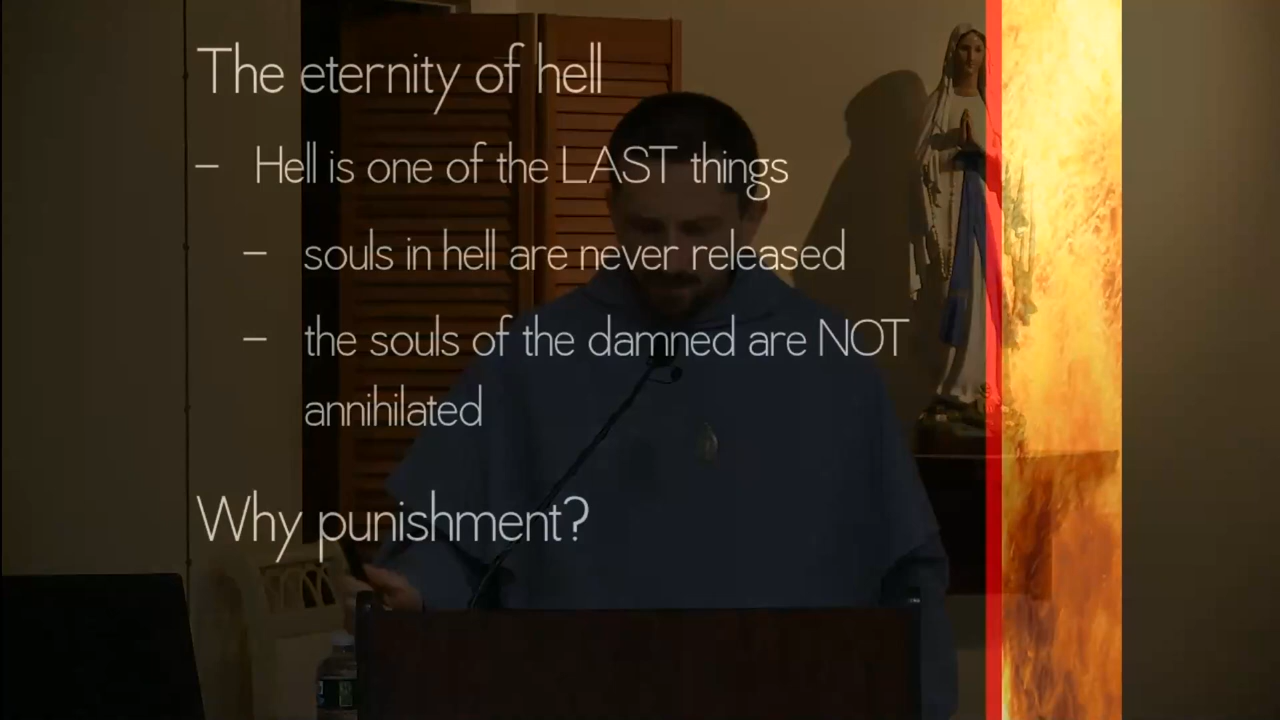 The eternity of hell
– Hell is one of the LAST things
– souls in hell are never released
– the souls of the damned are NOT
annihilated
Why punishment?